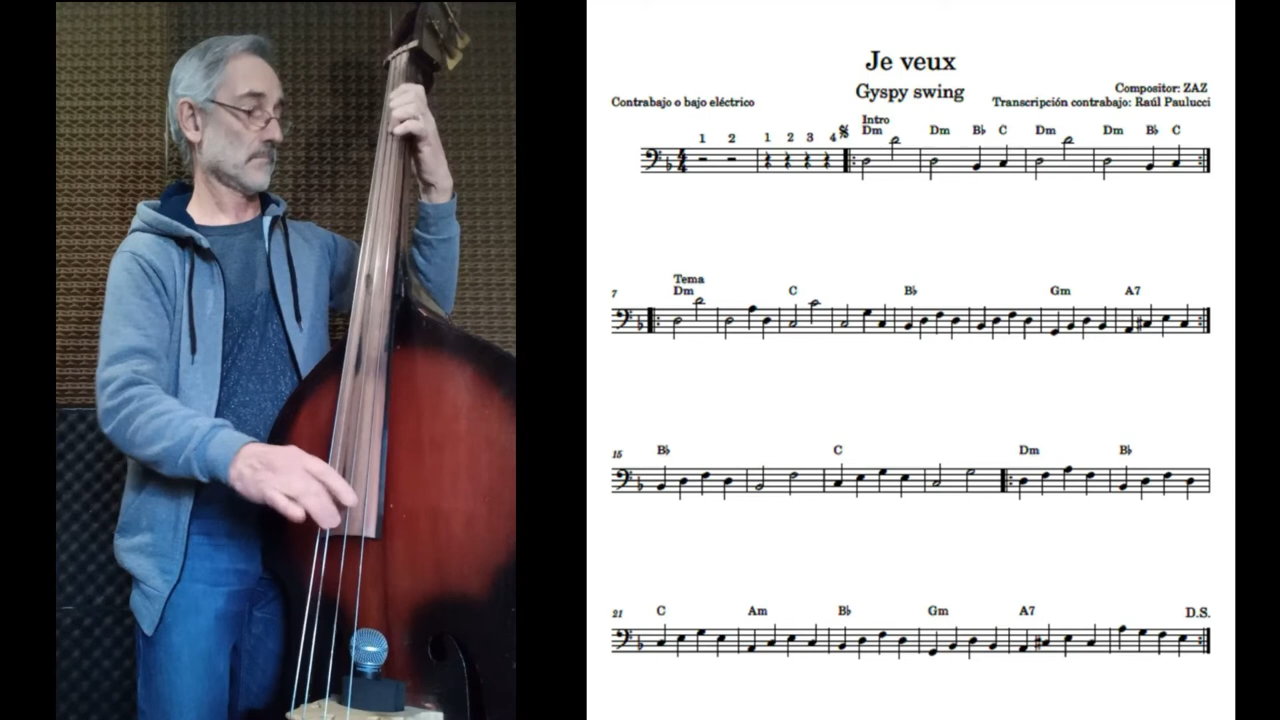 Je veux
Gyspy swing
Compositor: ZAZ
Contrabajo o bajo eléctrico
Transcripción contrabajo: Raúl Paulucci
Intro
1 2 1 2 3 4 Dm Dm B♭ C Dm Dm B♭ C
Tema
7 Dm C B♭ Gm A7
15 B♭ C Dm B♭
21 C Am B♭ Gm A7 D.S.